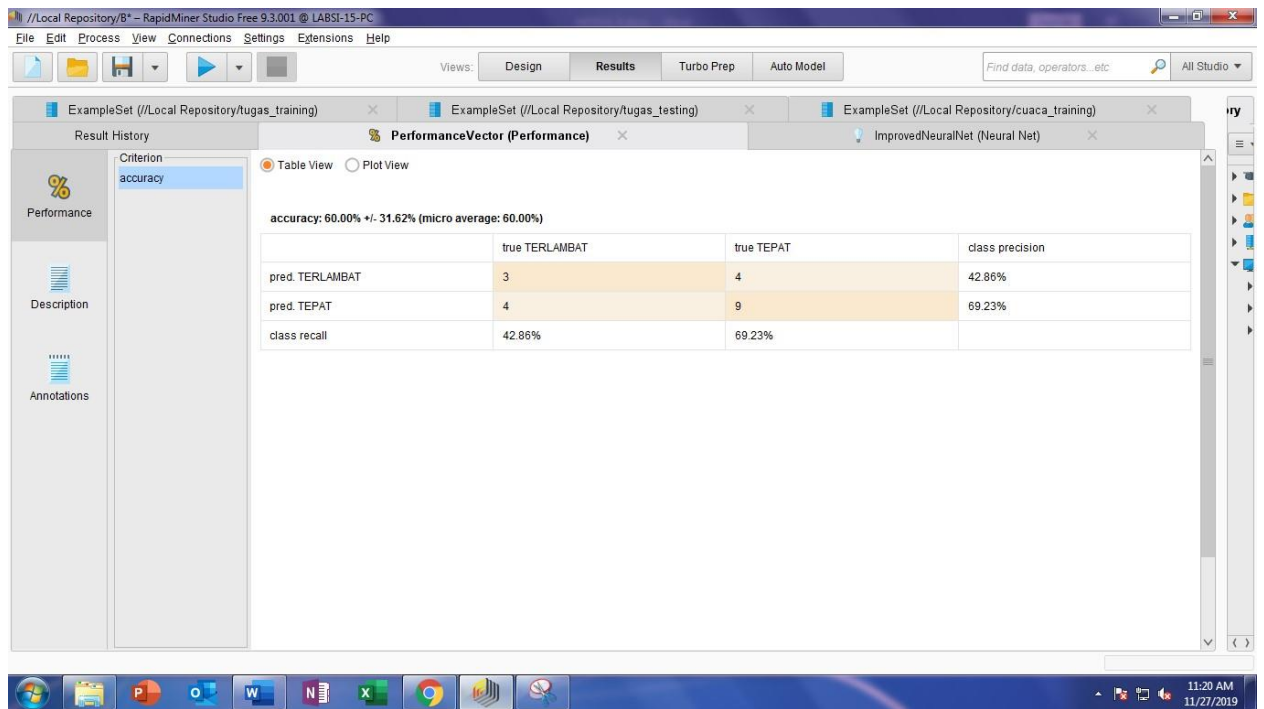 //Local Repository/B* – RapidMiner Studio Free 9.3.001 @ LABSI-15-PC
File Edit Process View Connections Settings Extensions Help
Views: Design Results Turbo Prep Auto Model Find data, operators...etc All Studio
ExampleSet (//Local Repository/tugas_training) ExampleSet (//Local Repository/tugas_testing) ExampleSet (//Local Repository/cuaca_training) ry
Result History PerformanceVector (Performance) ImprovedNeuralNet (Neural Net)
Criterion
accuracy
Performance
Description
Annotations
Table View Plot View
accuracy: 60.00% +/- 31.62% (micro average: 60.00%)
true TERLAMBAT true TEPAT class precision
pred. TERLAMBAT 3 4 42.86%
pred. TEPAT 4 9 69.23%
class recall 42.86% 69.23%
11:20 AM
11/27/2019